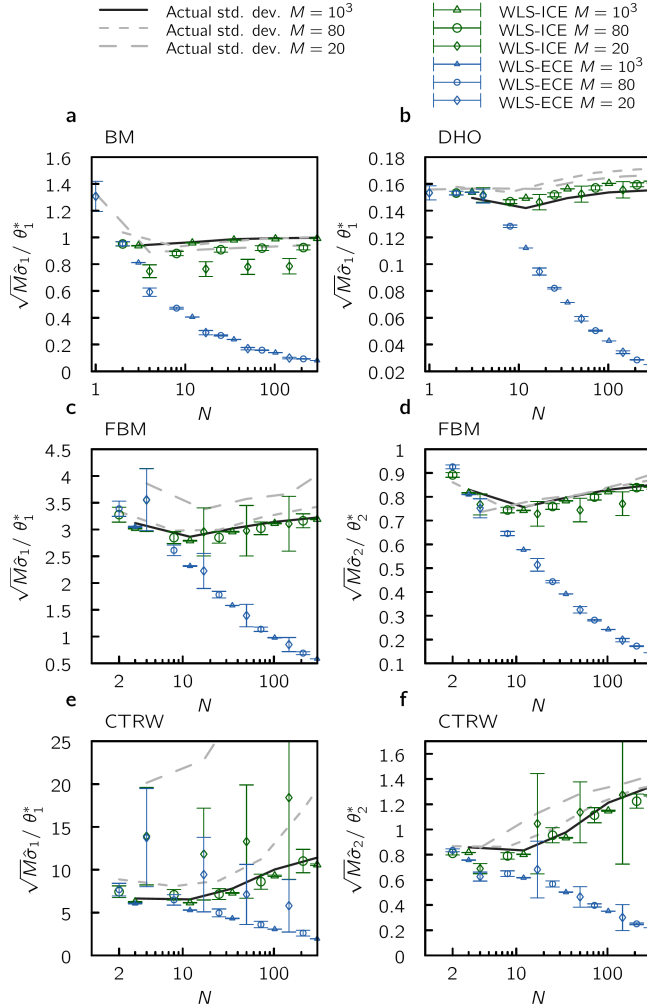 Actual std. dev. M = 10³
Actual std. dev. M = 80
Actual std. dev. M = 20
WLS-ICE M = 10³
WLS-ICE M = 80
WLS-ICE M = 20
WLS-ECE M = 10³
WLS-ECE M = 80
WLS-ECE M = 20
a
BM
1.6
1.4
1.2
1
0.8
0.6
0.4
0.2
0
√Mσ̂₁/ θ₁*
1 10 100
N
b
DHO
0.18
0.16
0.14
0.12
0.1
0.08
0.06
0.04
0.02
√Mσ̂₁/ θ₁*
1 10 100
N
c
FBM
4.5
4
3.5
3
2.5
2
1.5
1
0.5
√Mσ̂₁/ θ₁*
2 10 100
N
d
FBM
1
0.9
0.8
0.7
0.6
0.5
0.4
0.3
0.2
0.1
√Mσ̂₂/ θ₂*
2 10 100
N
e
CTRW
25
20
15
10
5
0
√Mσ̂₁/ θ₁*
2 10 100
N
f
CTRW
1.6
1.4
1.2
1
0.8
0.6
0.4
0.2
0
√Mσ̂₂/ θ₂*
2 10 100
N